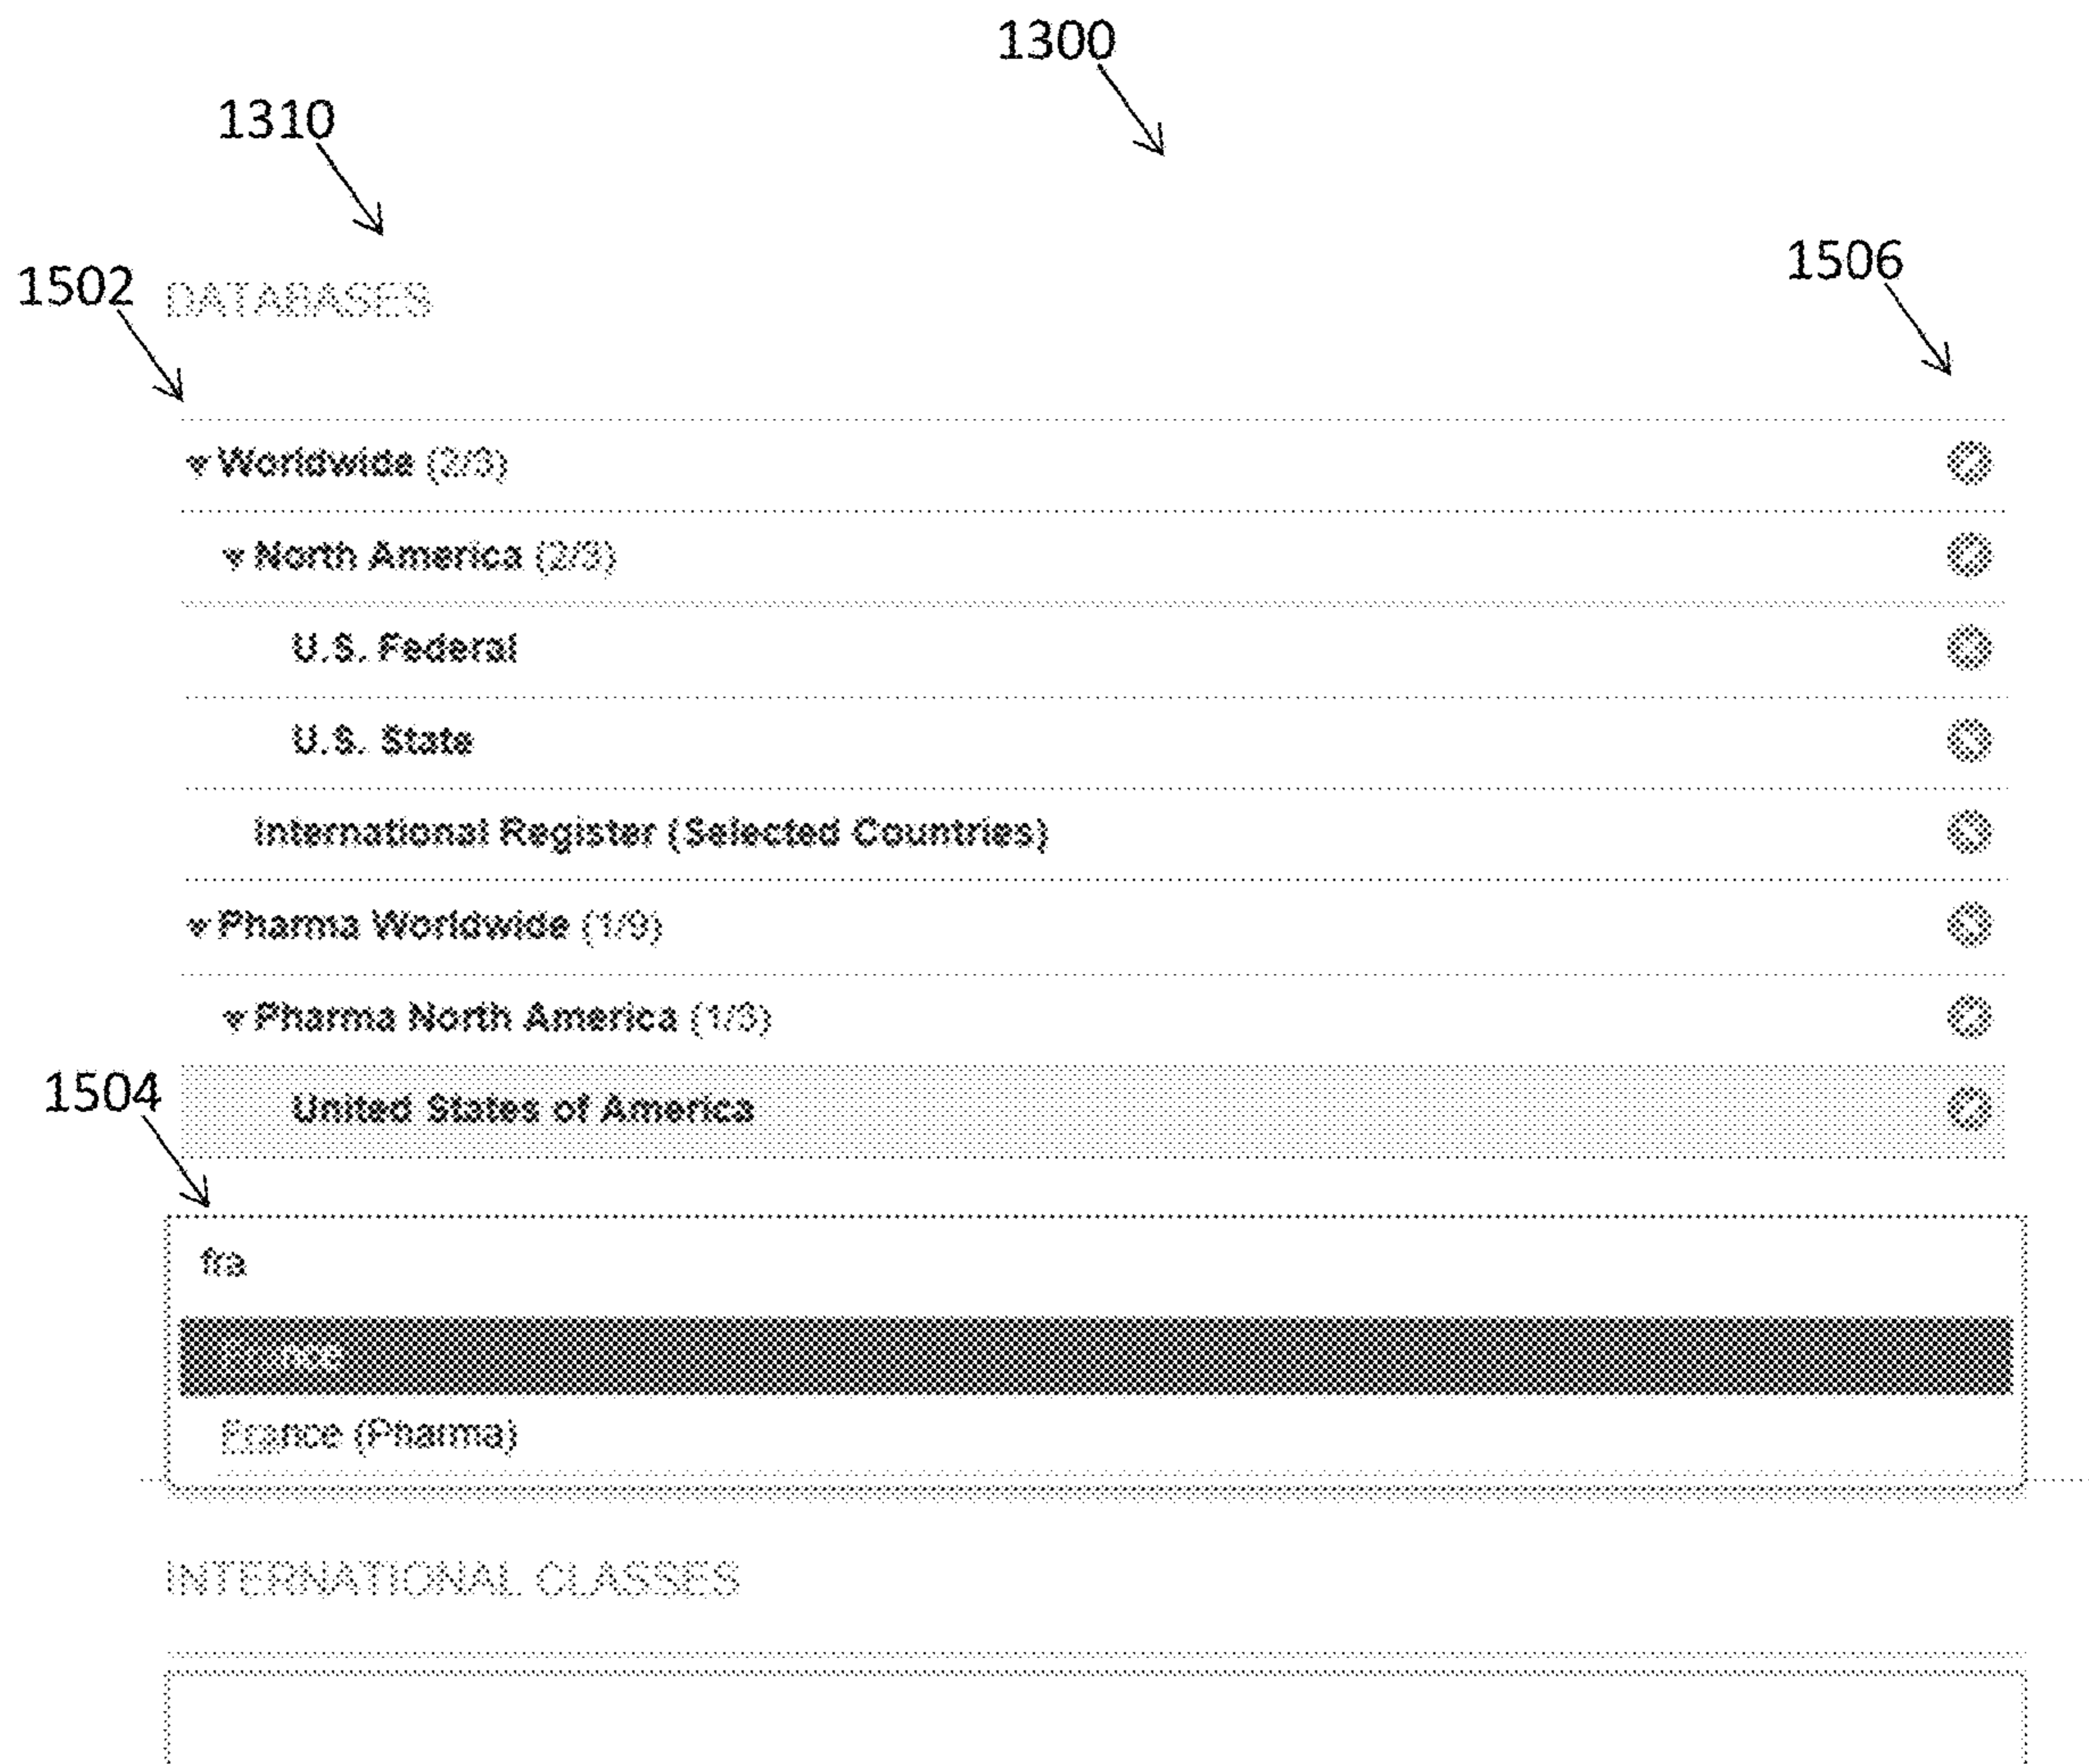 1300
1310
1506
1502 DATABASES
Worldwide (2/3)
North America (2/3)
U.S. Federal
U.S. State
International Register (Selected Countries)
Pharma Worldwide (1/9)
Pharma North America (1/3)
United States of America
1504
fra
France (Pharma)
INTERNATIONAL CLASSES